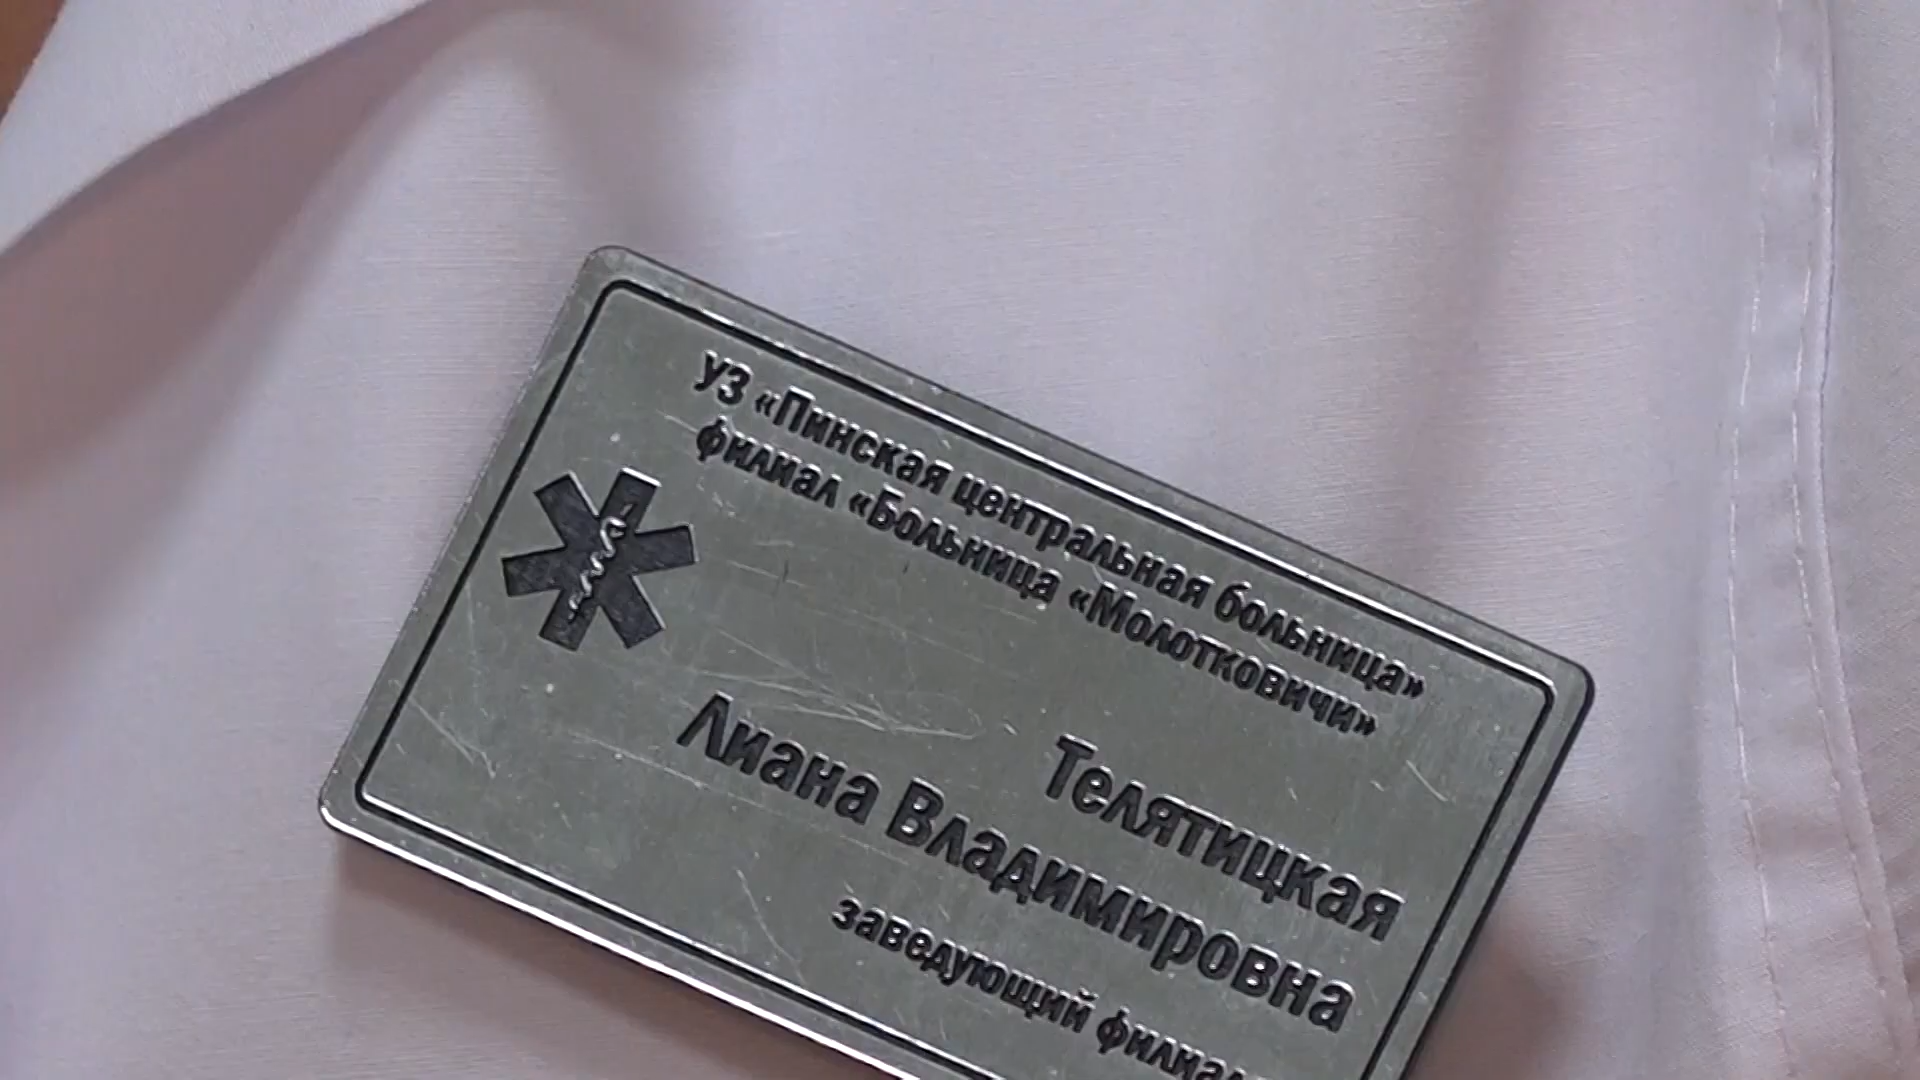 УЗ «Пинская центральная больница»
филиал «Больница «Молотковичи»
Телятицкая
Лиана Владимировна
заведующий